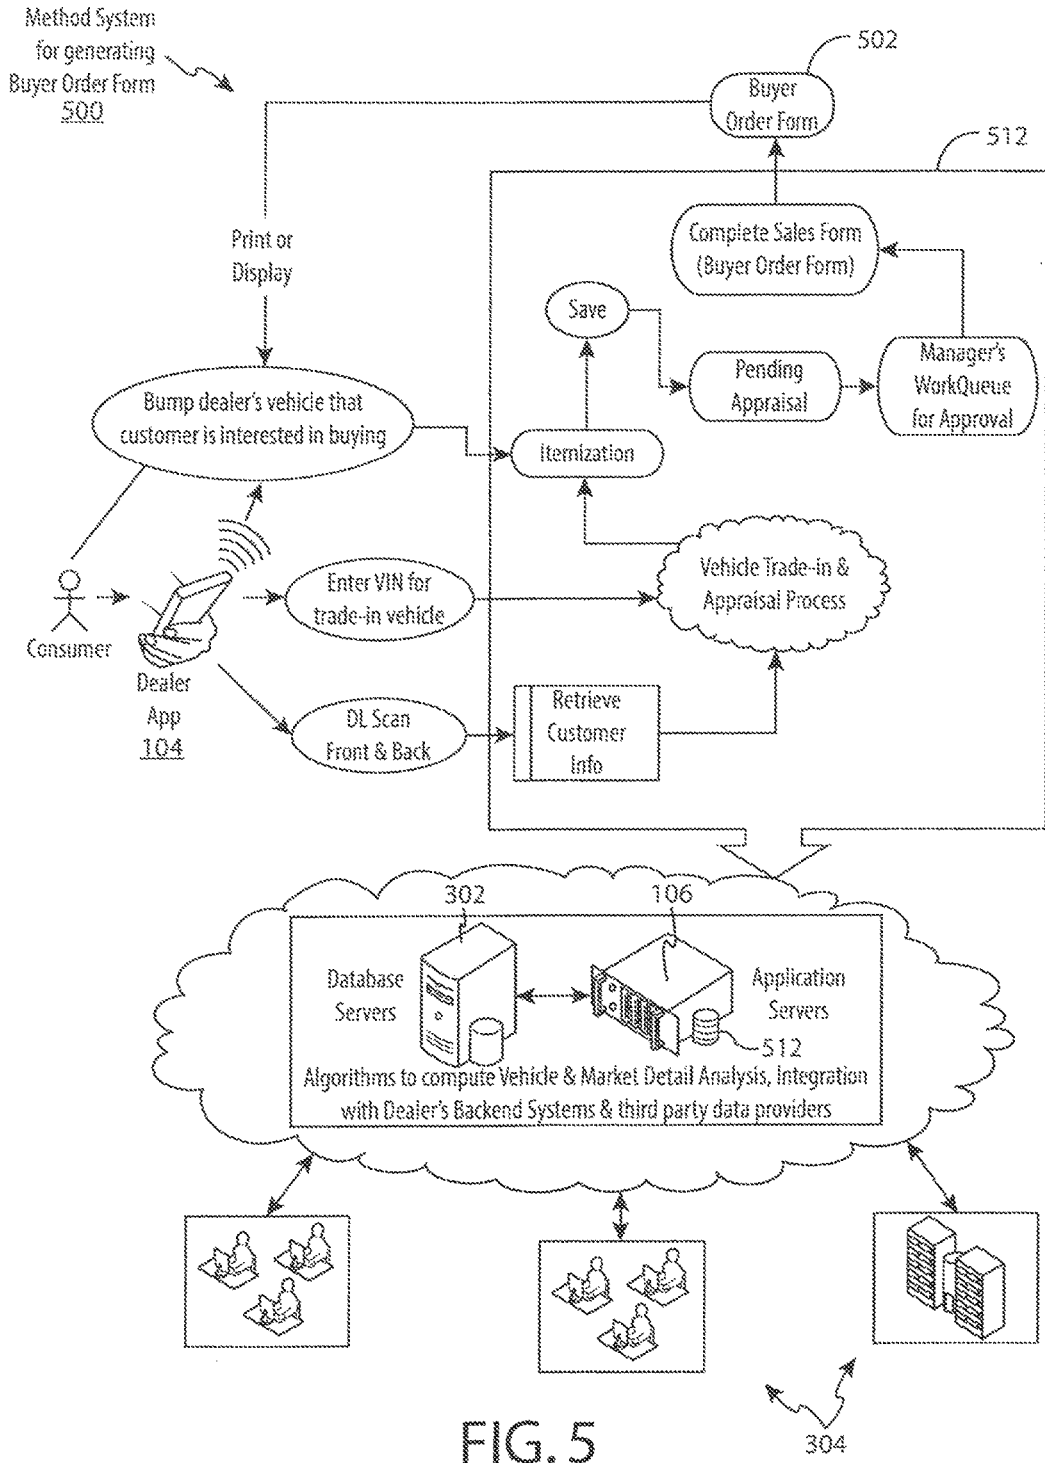 Method System
for generating
Buyer Order Form
500
502
Buyer
Order Form
512
Print or
Display
Complete Sales Form
(Buyer Order Form)
Save
Pending
Appraisal
Manager's
WorkQueue
for Approval
Bump dealer's vehicle that
customer is interested in buying
Itemization
Enter VIN for
trade-in vehicle
Vehicle Trade-in &
Appraisal Process
Consumer
Dealer
App
104
DL Scan
Front & Back
Retrieve
Customer
Info
302
106
Database
Servers
Application
Servers
512
Algorithms to compute Vehicle & Market Detail Analysis, Integration
with Dealer's Backend Systems & third party data providers
304
FIG. 5